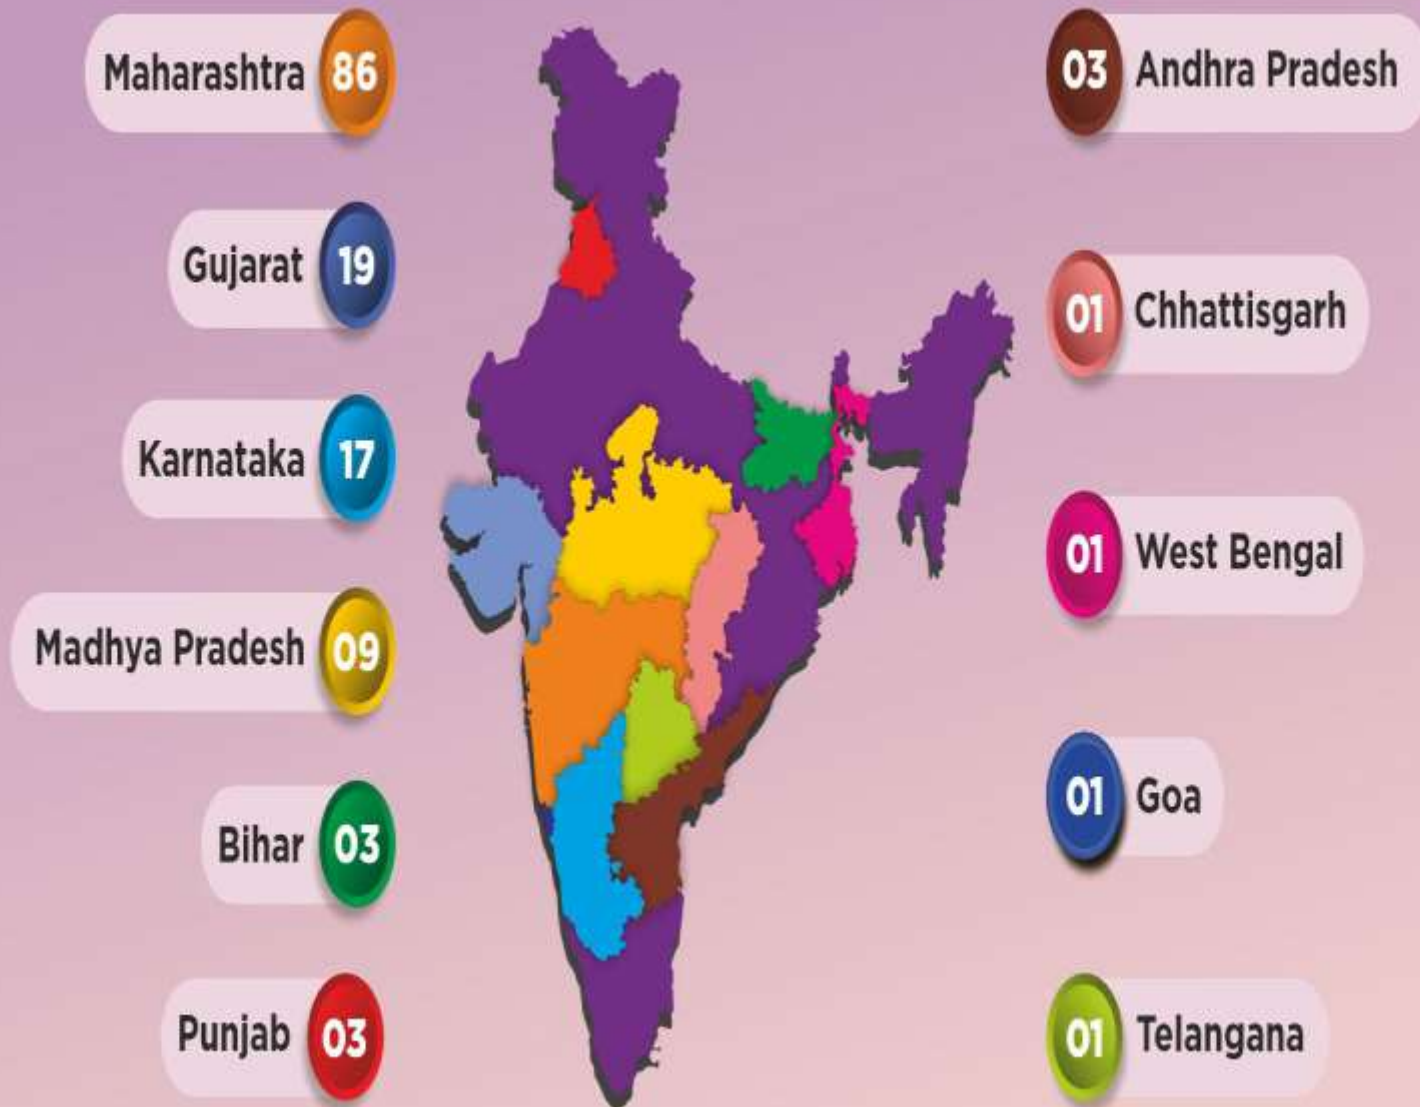 Maharashtra 86
Gujarat 19
Karnataka 17
Madhya Pradesh 09
Bihar 03
Punjab 03
03 Andhra Pradesh
01 Chhattisgarh
01 West Bengal
01 Goa
01 Telangana